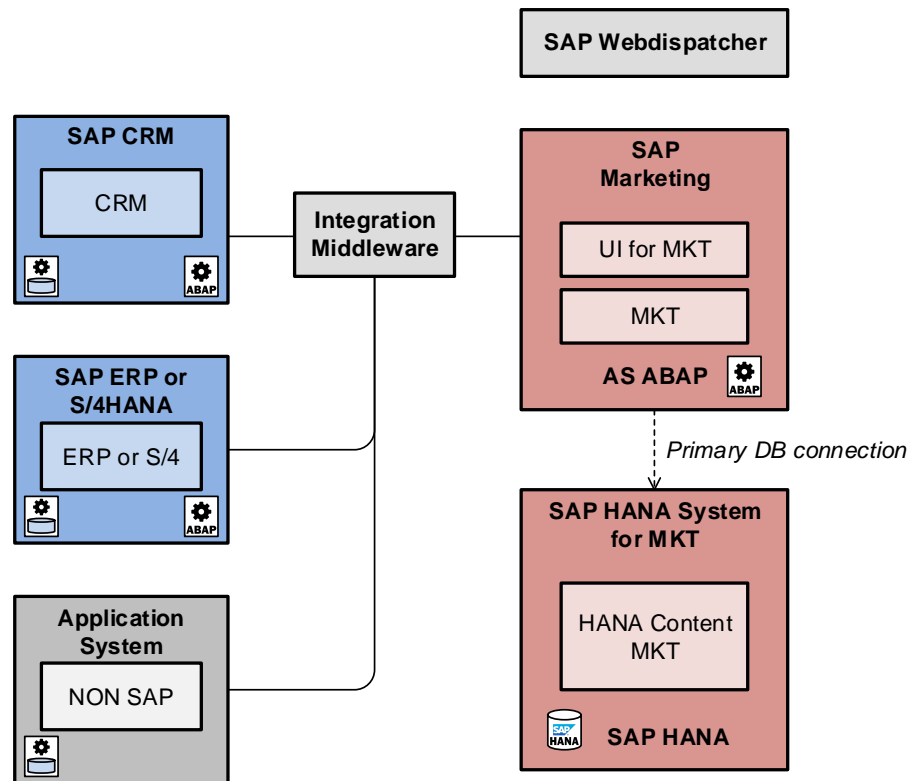 SAP Webdispatcher
SAP CRM
CRM
ABAP
Integration
Middleware
SAP
Marketing
UI for MKT
MKT
AS ABAP
ABAP
SAP ERP or
S/4HANA
ERP or S/4
ABAP
Primary DB connection
SAP HANA System
for MKT
HANA Content
MKT
SAP
HANA
SAP HANA
Application
System
NON SAP